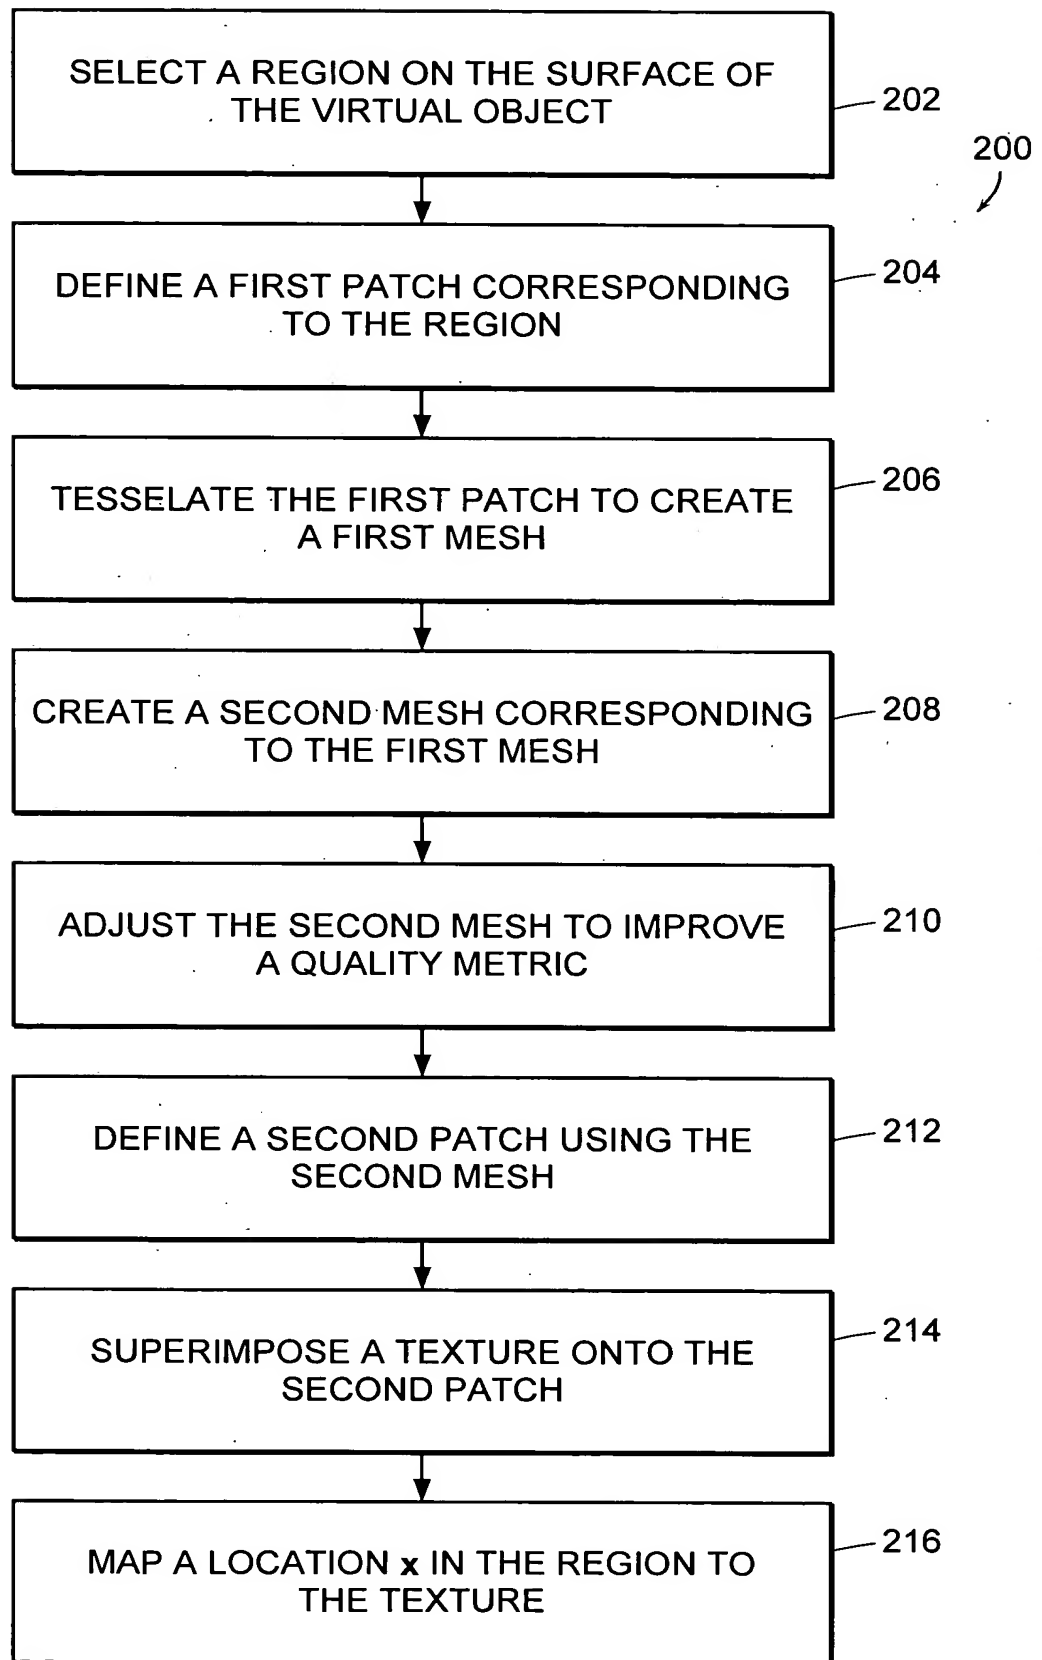 SELECT A REGION ON THE SURFACE OF
THE VIRTUAL OBJECT
202
200
DEFINE A FIRST PATCH CORRESPONDING
TO THE REGION
204
TESSELATE THE FIRST PATCH TO CREATE
A FIRST MESH
206
CREATE A SECOND MESH CORRESPONDING
TO THE FIRST MESH
208
ADJUST THE SECOND MESH TO IMPROVE
A QUALITY METRIC
210
DEFINE A SECOND PATCH USING THE
SECOND MESH
212
SUPERIMPOSE A TEXTURE ONTO THE
SECOND PATCH
214
MAP A LOCATION x IN THE REGION TO
THE TEXTURE
216